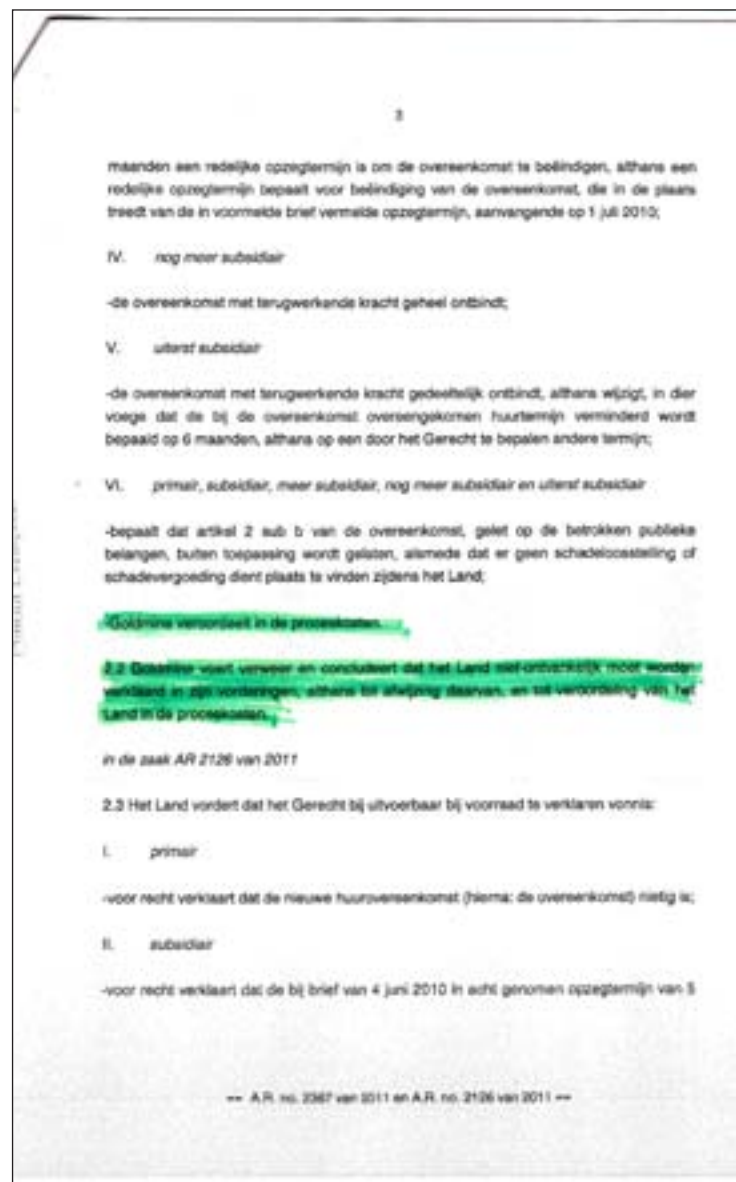 3
maanden een redelijke opzegtermijn is om de overeenkomst te beëindigen, althans een
redelijke opzegtermijn bepaalt voor beëindiging van de overeenkomst, die in de plaats
treedt van de in voormelde brief vermelde opzegtermijn, aanvangende op 1 juli 2010;
IV. nog meer subsidiair
-de overeenkomst met terugwerkende kracht geheel ontbindt;
V. uiterst subsidiair
-de overeenkomst met terugwerkende kracht gedeeltelijk ontbindt, althans wijzigt, in dier
voege dat de bij de overeenkomst overeengekomen huurtermijn verminderd wordt
bepaald op 6 maanden, althans op een door het Gerecht te bepalen andere termijn;
VI. primair, subsidiair, meer subsidiair, nog meer subsidiair en uiterst subsidiair
-bepaalt dat artikel 2 sub b van de overeenkomst, gelet op de betrokken publieke
belangen, buiten toepassing wordt gelaten, alsmede dat er geen schadeloosstelling of
schadevergoeding dient plaats te vinden zijdens het Land;
-Goldmine veroordeelt in de proceskosten.
2.2 Goldmine voert verweer en concludeert dat het Land niet-ontvankelijk moet worden
verklaard in zijn vorderingen, althans tot afwijzing daarvan, en tot veroordeling van het
Land in de proceskosten.
in de zaak AR 2126 van 2011
2.3 Het Land vordert dat het Gerecht bij uitvoerbaar bij voorraad te verklaren vonnis:
I. primair
-voor recht verklaart dat de nieuwe huurovereenkomst (hierna: de overeenkomst) nietig is;
II. subsidiair
-voor recht verklaart dat de bij brief van 4 juni 2010 in acht genomen opzegtermijn van 5
== A.R. no. 2367 van 2011 en A.R. no. 2126 van 2011 ==